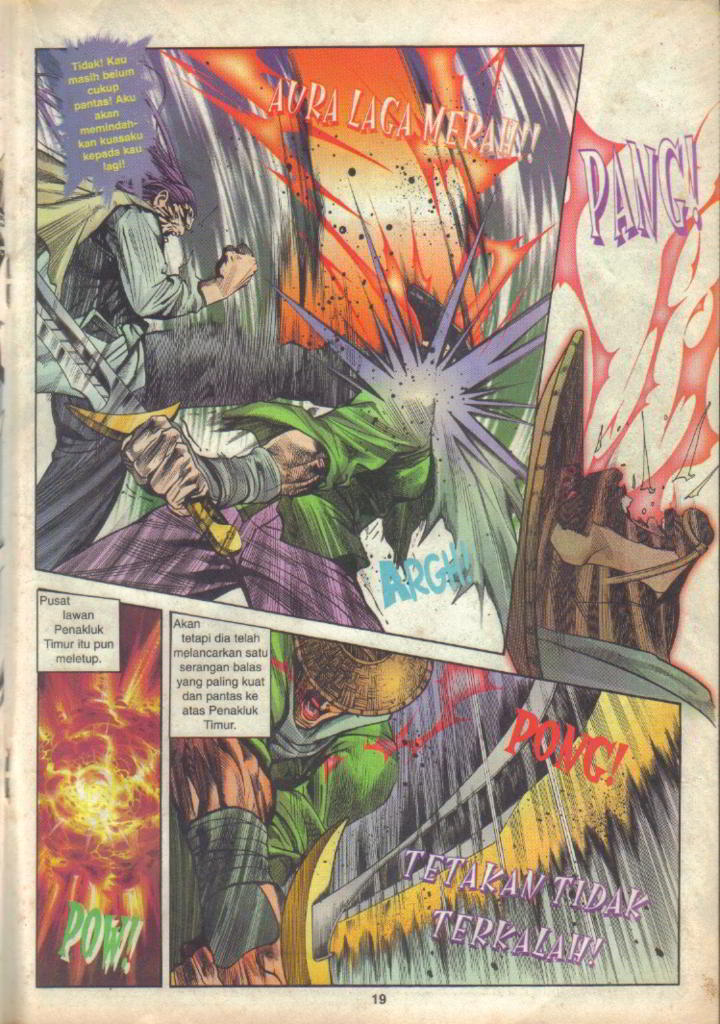 Tidak! Kau
masih belum
cukup
pantas! Aku
akan
memindah-
kan kuasaku
kepada kau
lagi!
AURA LAGA MERAH!!
PANG!
ARGH!
Pusat
lawan
Penakluk
Timur itu pun
meletup.
POW!!
Akan
tetapi dia telah
melancarkan satu
serangan balas
yang paling kuat
dan pantas ke
atas Penakluk
Timur.
PONG!
TETAKAN TIDAK
TERKALAH!
19